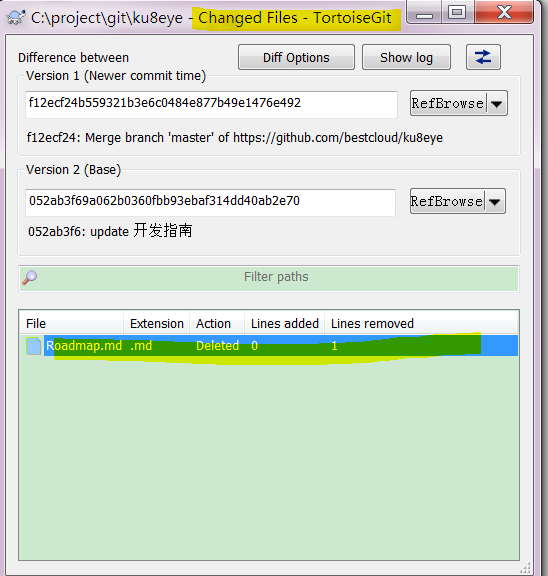 C:\project\git\ku8eye - Changed Files - TortoiseGit
Difference between
Diff Options
Show log
Version 1 (Newer commit time)
f12ecf24b559321b3e6c0484e877b49e1476e492
RefBrowse
f12ecf24: Merge branch 'master' of https://github.com/bestcloud/ku8eye
Version 2 (Base)
052ab3f69a062b0360fbb93ebaf314dd40ab2e70
RefBrowse
052ab3f6: update 开发指南
Filter paths
File Extension Action Lines added Lines removed
Roadmap.md .md Deleted 0 1